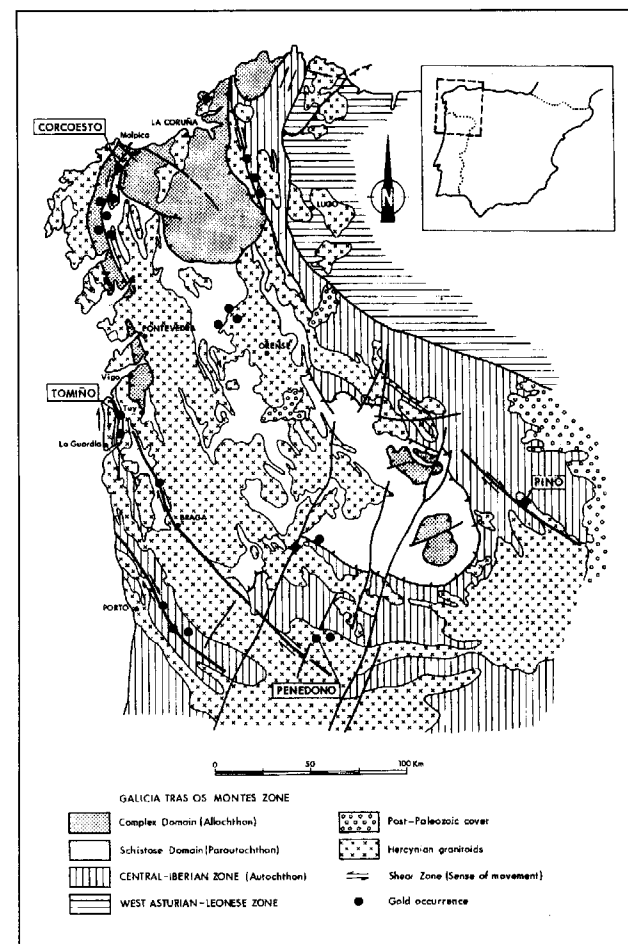 LA CORUÑA
CORCOESTO
Malpica
LUGO
N
PONTEVEDRA
ORENSE
Vigo
TOMIÑO
Tuy
La Guardia
PINO
BRAGA
PORTO
PENEDONO
0 50 100 Km
GALICIA TRAS OS MONTES ZONE
Complex Domain (Allochthon)
Schistose Domain (Parautochthon)
CENTRAL-IBERIAN ZONE (Autochthon)
WEST ASTURIAN-LEONESE ZONE
Post-Paleozoic cover
Hercynian granitoids
Shear Zone (Sense of movement)
Gold occurrence